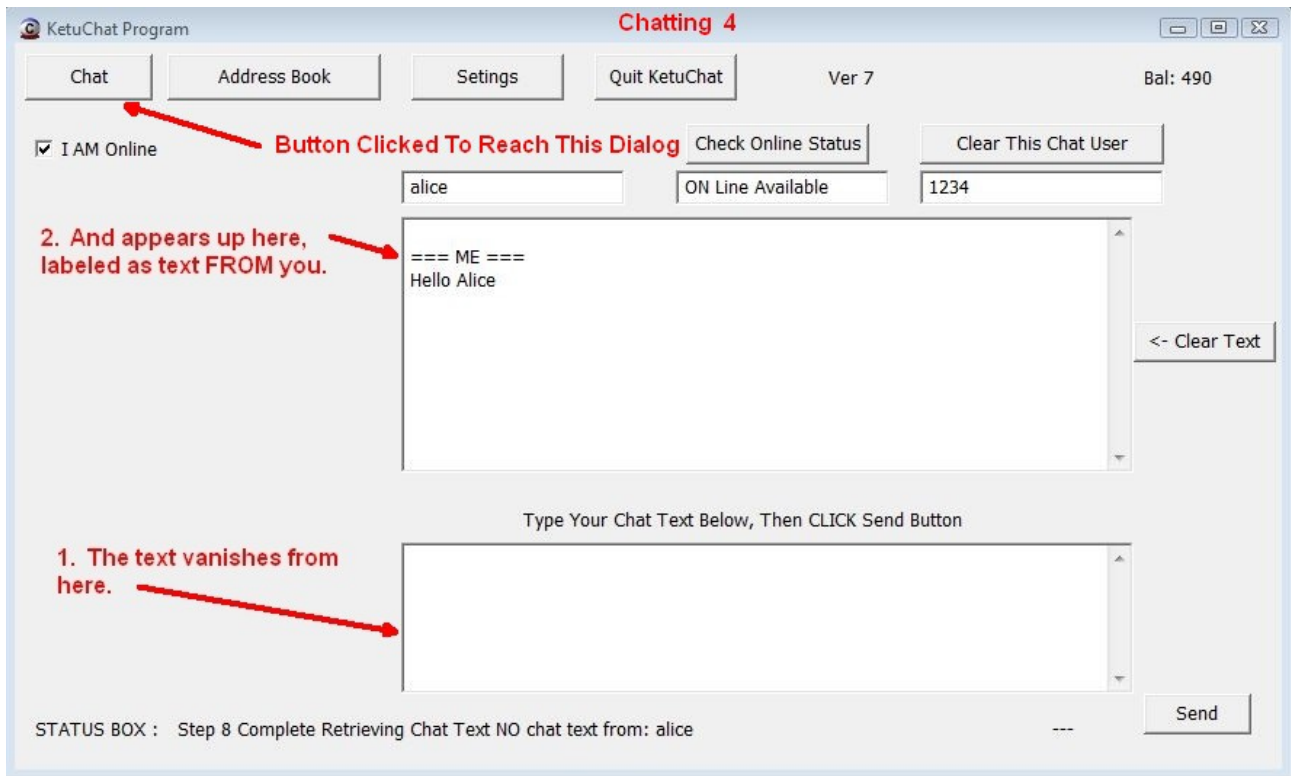 KetuChat Program
Chatting 4
Chat Address Book Setings Quit KetuChat Ver 7 Bal: 490
Button Clicked To Reach This Dialog
I AM Online Check Online Status Clear This Chat User
alice ON Line Available 1234
2. And appears up here,
labeled as text FROM you.
=== ME ===
Hello Alice
<- Clear Text
Type Your Chat Text Below, Then CLICK Send Button
1. The text vanishes from
here.
Send
STATUS BOX : Step 8 Complete Retrieving Chat Text NO chat text from: alice ---